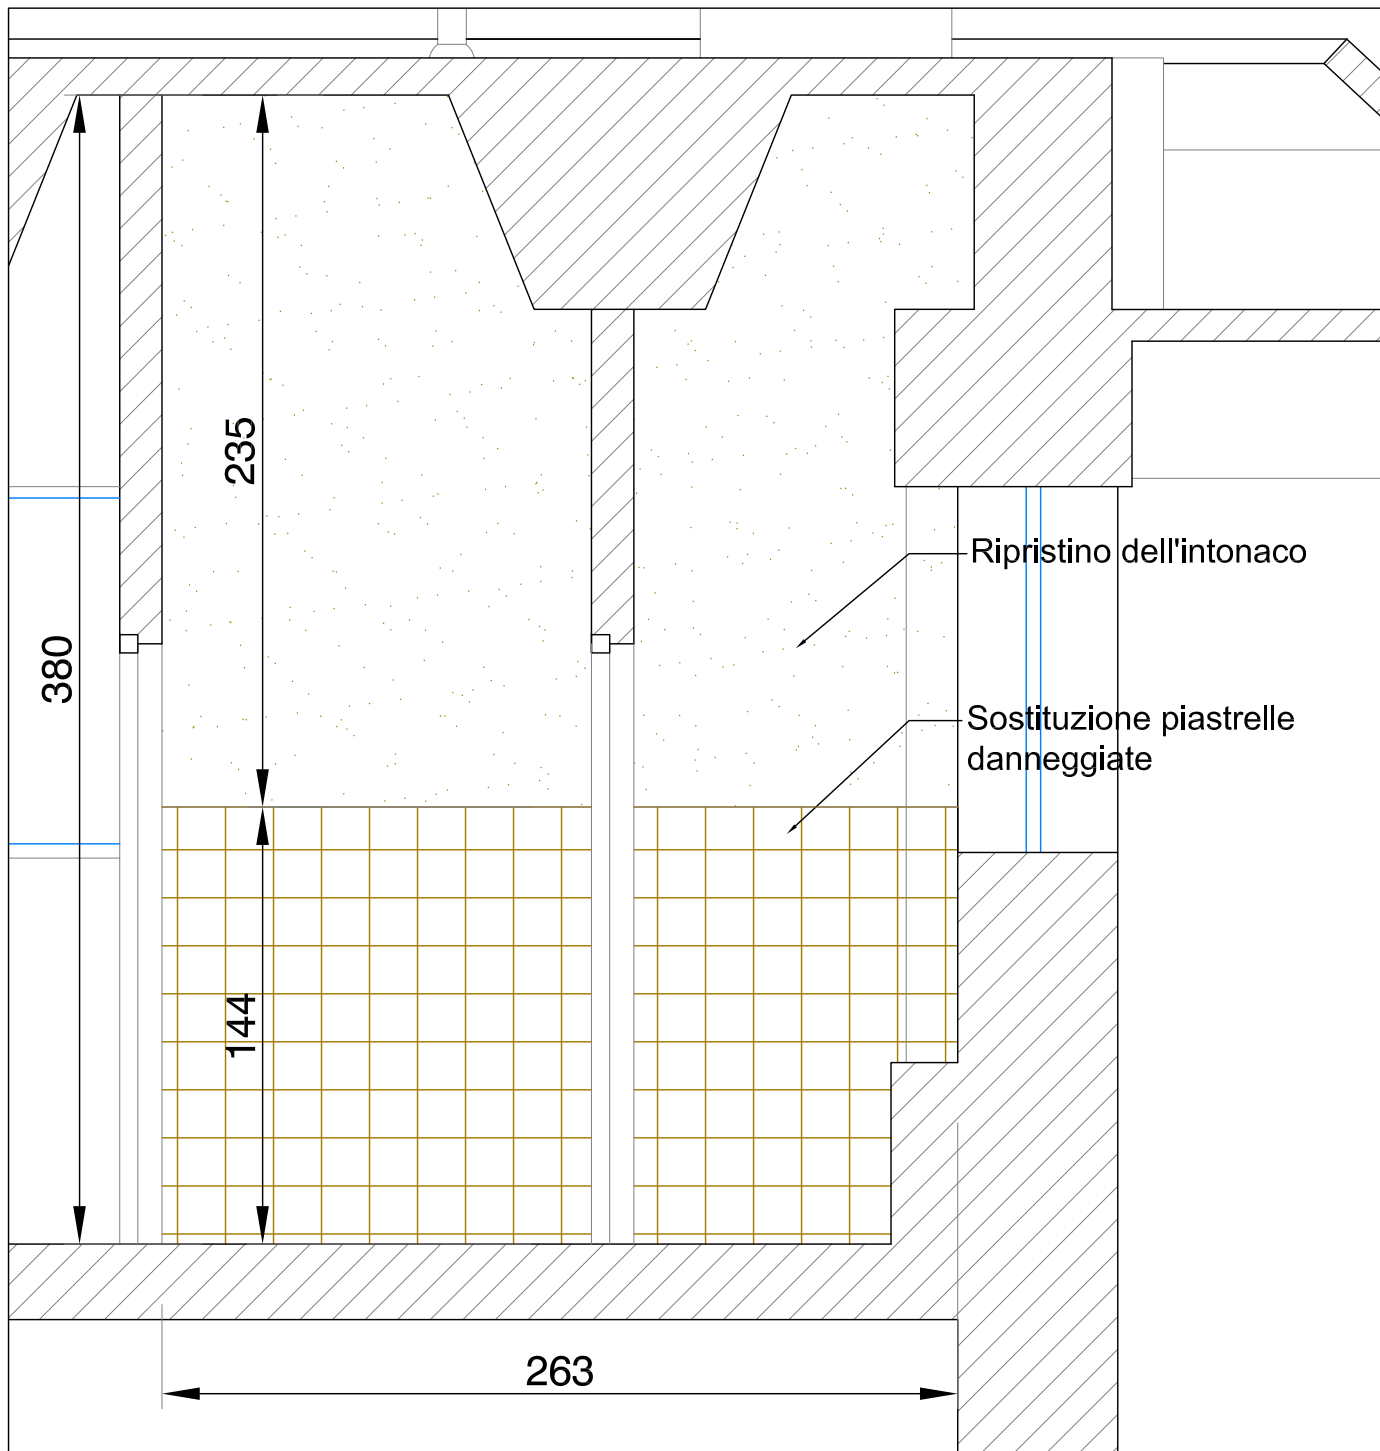 235
Ripristino dell'intonaco
380
Sostituzione piastrelle
danneggiate
144
263